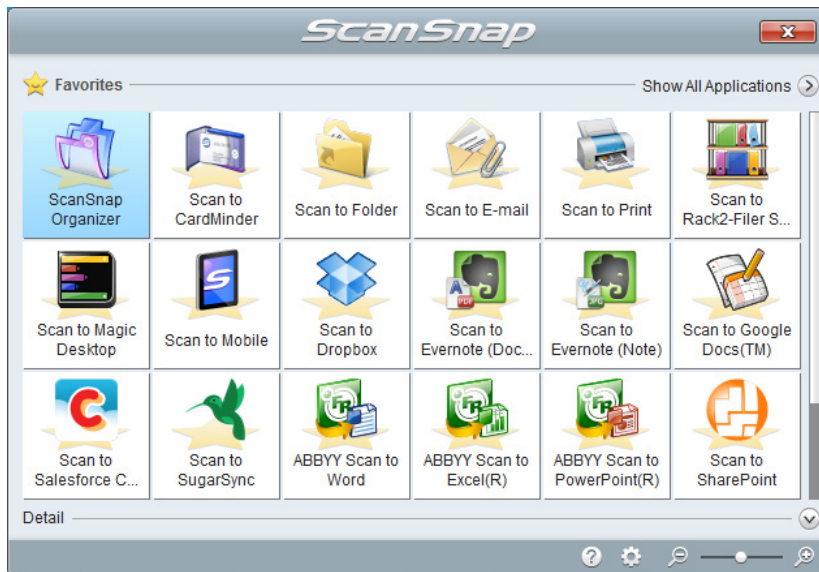 ScanSnap
Favorites
Show All Applications
ScanSnap
Organizer
Scan to
CardMinder
Scan to Folder
Scan to E-mail
Scan to Print
Scan to
Rack2-Filer S...
Scan to Magic
Desktop
Scan to Mobile
Scan to
Dropbox
Scan to
Evernote (Doc...
Scan to
Evernote (Note)
Scan to Google
Docs(TM)
Scan to
Salesforce C...
Scan to
SugarSync
ABBYY Scan to
Word
ABBYY Scan to
Excel(R)
ABBYY Scan to
PowerPoint(R)
Scan to
SharePoint
Detail